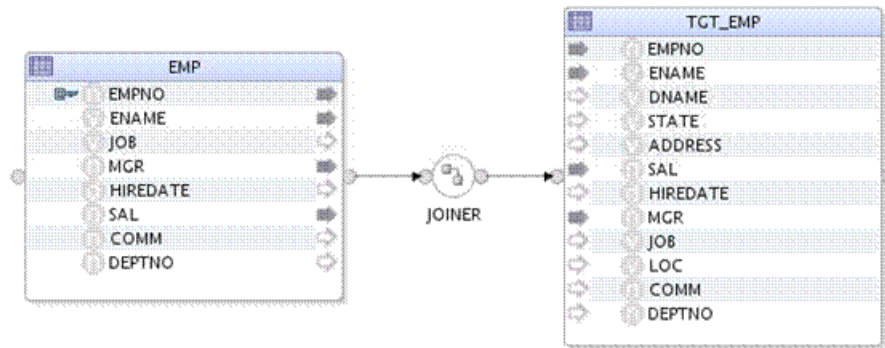 EMP
EMPNO
ENAME
JOB
MGR
HIREDATE
SAL
COMM
DEPTNO
JOINER
TGT_EMP
EMPNO
ENAME
DNAME
STATE
ADDRESS
SAL
HIREDATE
MGR
JOB
LOC
COMM
DEPTNO